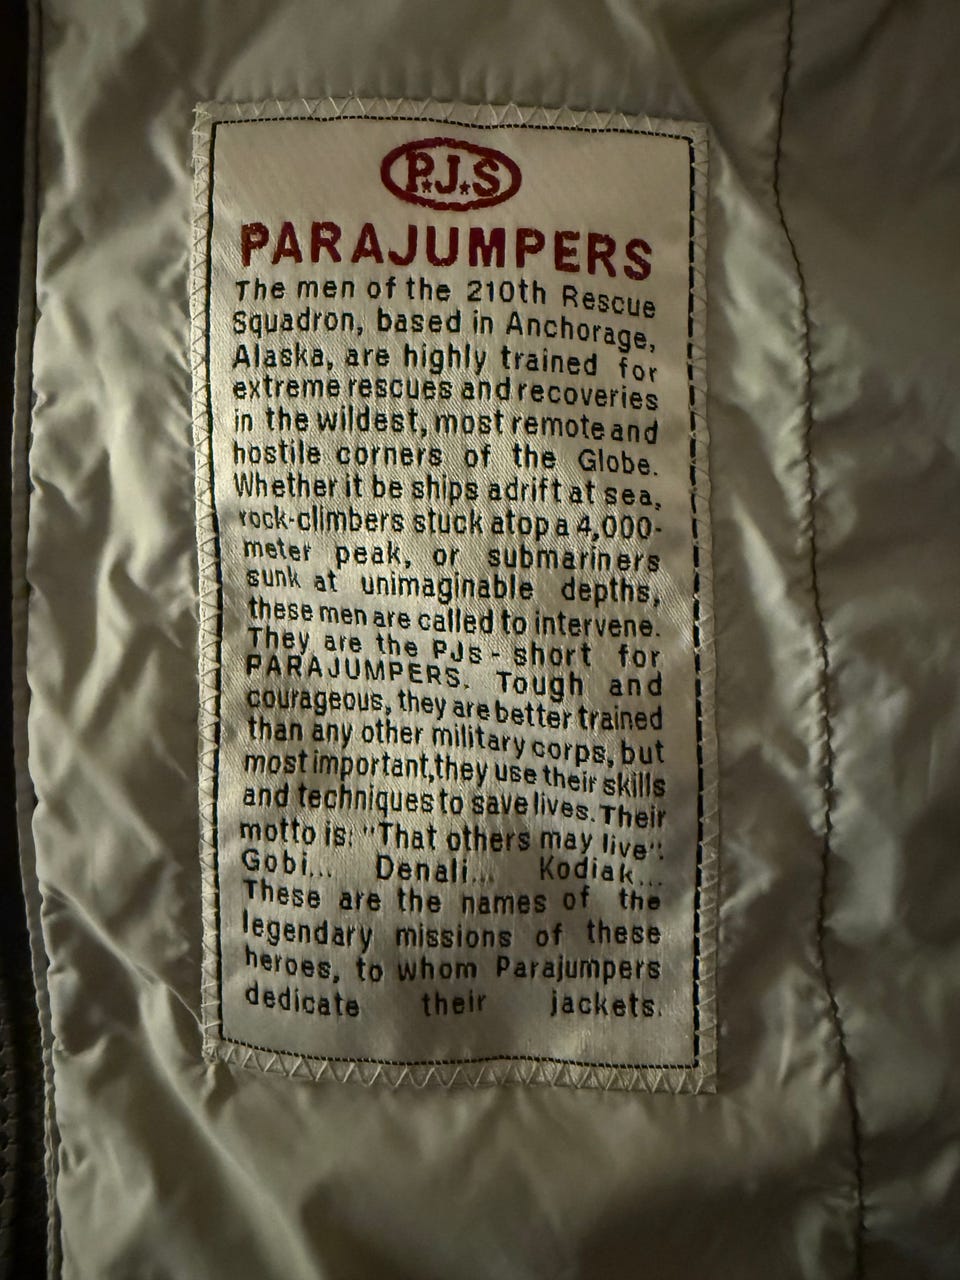 P.J.S
PARAJUMPERS
The men of the 210th Rescue
Squadron, based in Anchorage,
Alaska, are highly trained for
extreme rescues and recoveries
in the wildest, most remote and
hostile corners of the Globe.
Whether it be ships adrift at sea,
rock-climbers stuck atop a 4,000-
meter peak, or submariners
sunk at unimaginable depths,
these men are called to intervene.
They are the PJs - short for
PARAJUMPERS. Tough and
courageous, they are better trained
than any other military corps, but
most important, they use their skills
and techniques to save lives. Their
motto is: "That others may live".
Gobi... Denali... Kodiak...
These are the names of the
legendary missions of these
heroes, to whom Parajumpers
dedicate their jackets.